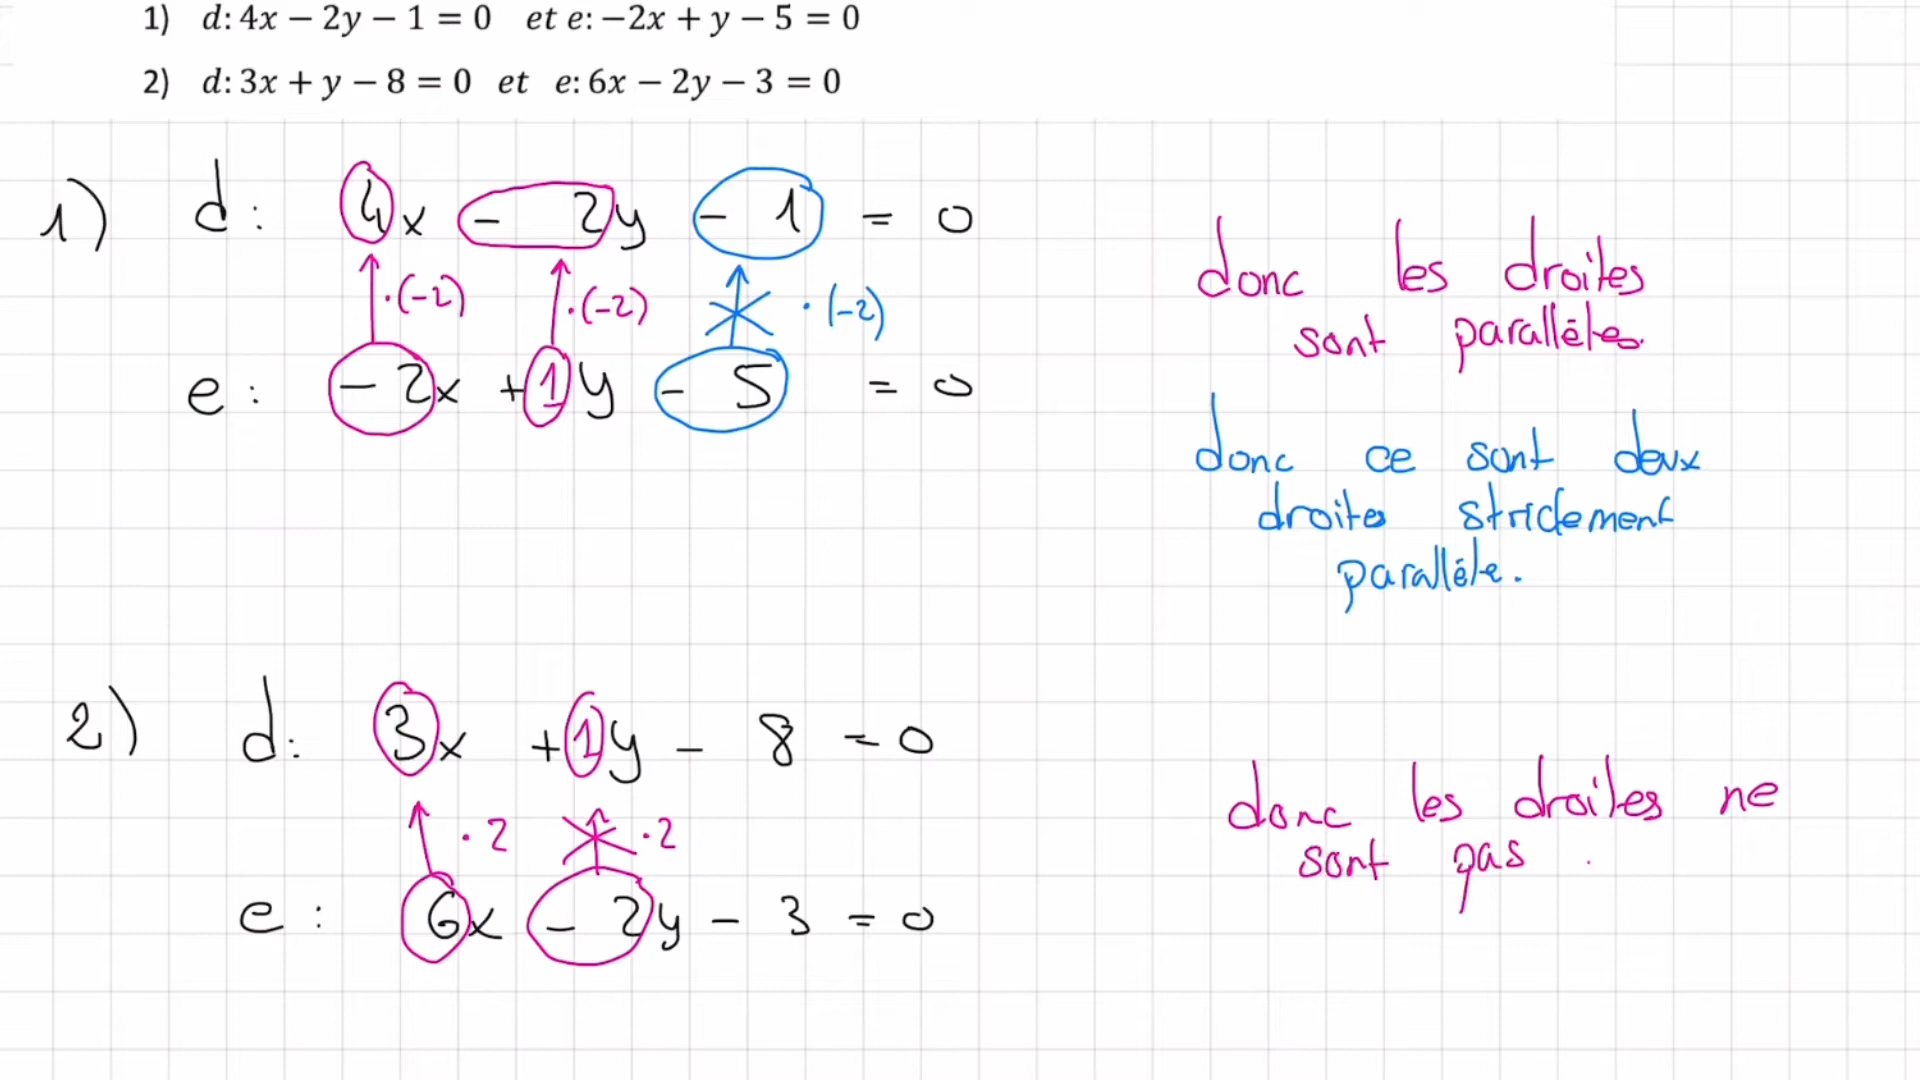 1) d: 4x − 2y − 1 = 0 et e: −2x + y − 5 = 0
2) d: 3x + y − 8 = 0 et e: 6x − 2y − 3 = 0
1) d: 4x − 2y − 1 = 0
·(−2) ·(−2) ·(−2)
e: −2x + 1y − 5 = 0
donc les droites
sont parallèles.
donc ce sont deux
droites strictement
parallèle.
2) d: 3x + 1y − 8 = 0
·2 ·2
e: 6x − 2y − 3 = 0
donc les droites ne
sont pas .